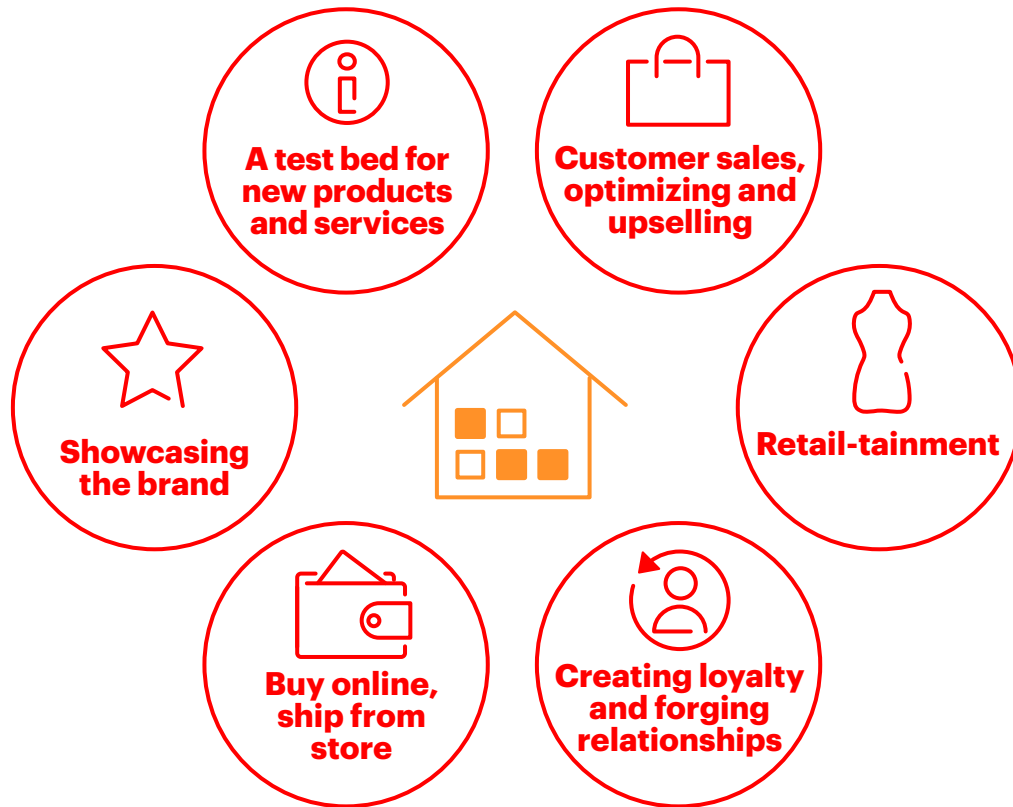 A test bed for
new products
and services
Customer sales,
optimizing and
upselling
Showcasing
the brand
Retail-tainment
Buy online,
ship from
store
Creating loyalty
and forging
relationships